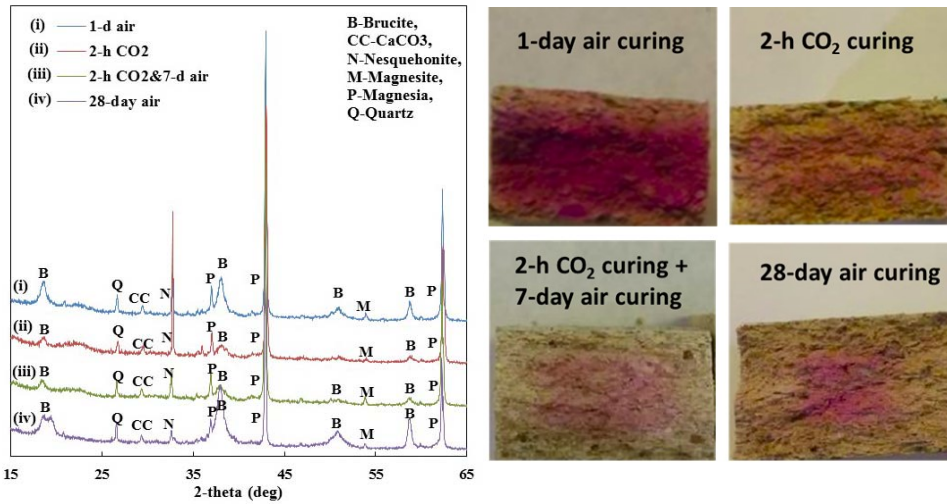 (i) 1-d air
(ii) 2-h CO2
(iii) 2-h CO2&7-d air
(iv) 28-day air
B-Brucite,
CC-CaCO3,
N-Nesquehonite,
M-Magnesite,
P-Magnesia,
Q-Quartz
(i) B Q CC N P B P B M B P
(ii) B Q CC N P B P B M B P
(iii) B Q CC N P B P B M B P
(iv) B Q CC N P B P B M B P
15 25 35 45 55 65
2-theta (deg)
1-day air curing
2-h CO₂ curing
2-h CO₂ curing +
7-day air curing
28-day air curing